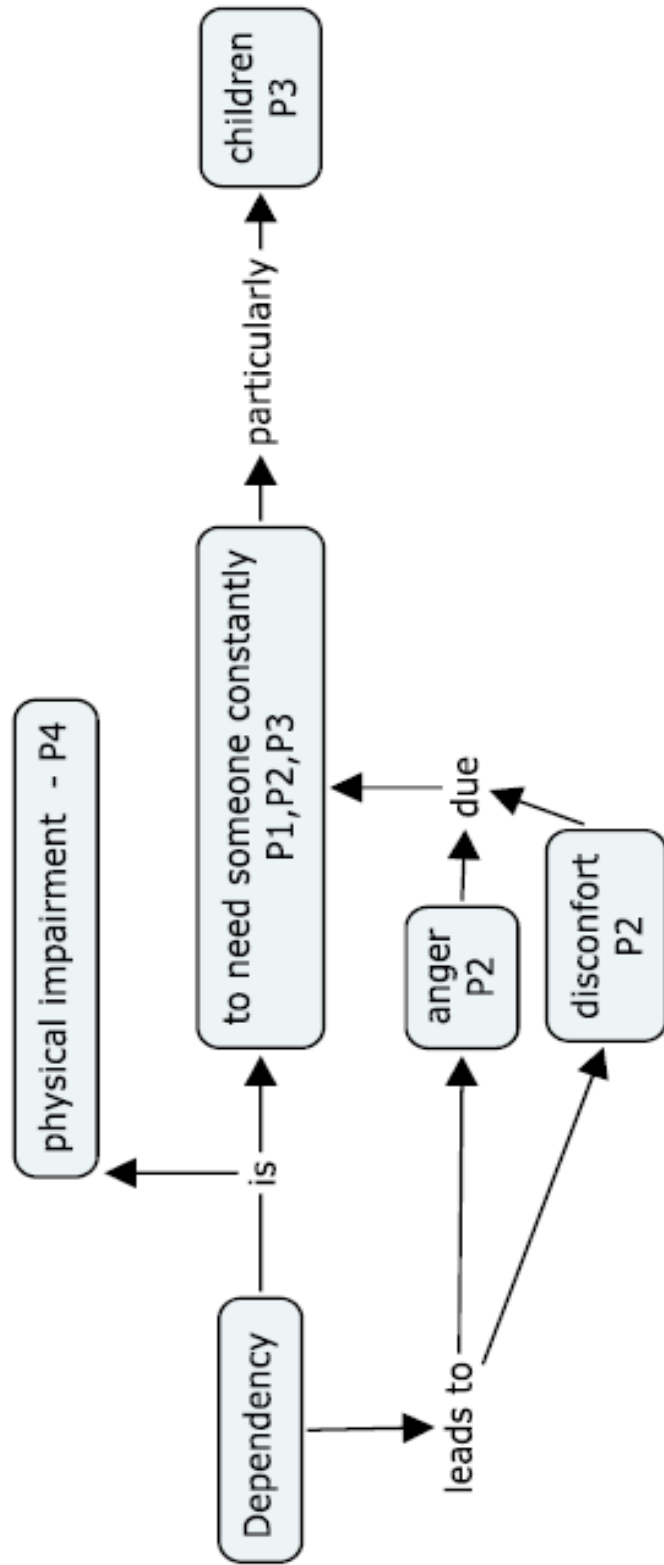 physical impairment - P4
Dependency
is
to need someone constantly
P1,P2,P3
particularly
children
P3
leads to
anger
P2
due
disconfort
P2